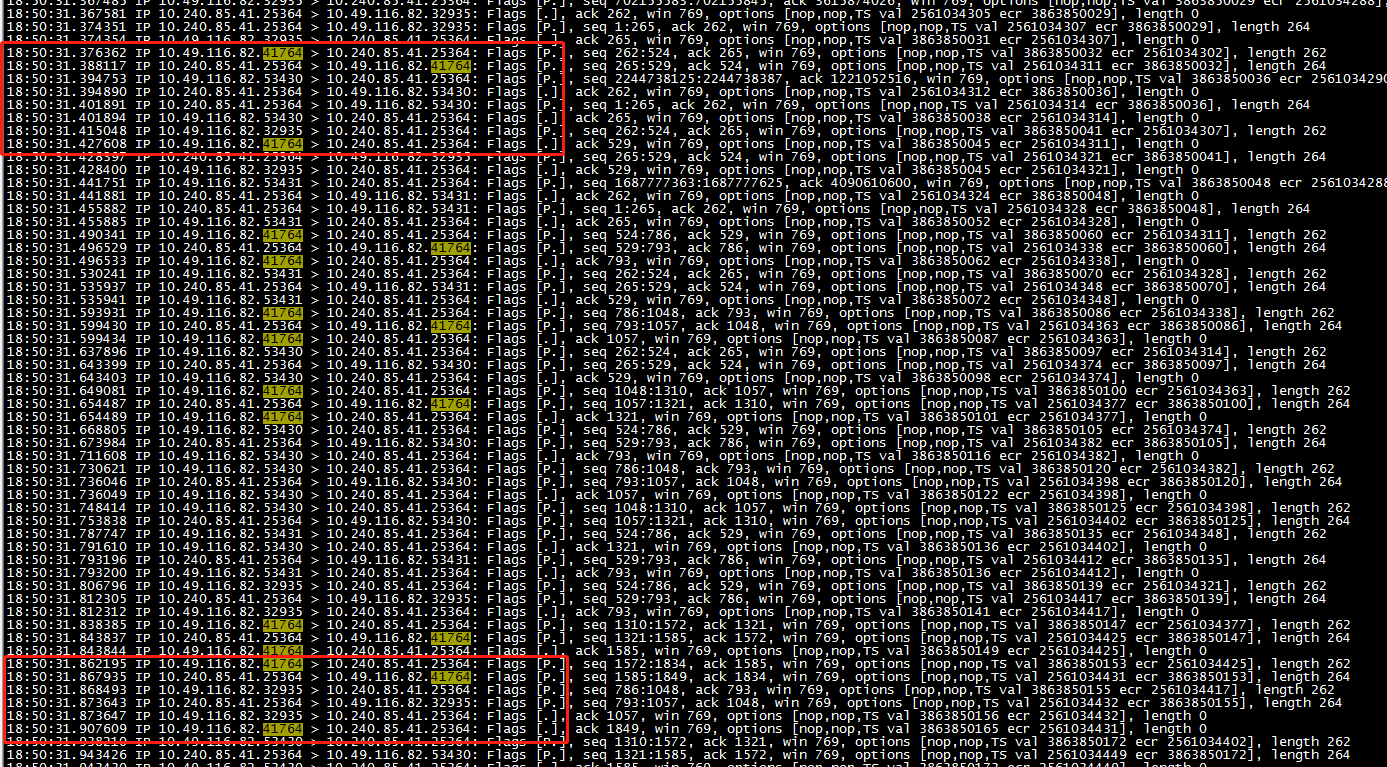 18:50:31.367581 IP 10.240.85.41.25364 > 10.49.116.82.32935: Flags [.], ack 262, win 769, options [nop,nop,TS val 2561034305 ecr 3863850029], length 0
18:50:31.374351 IP 10.240.85.41.25364 > 10.49.116.82.32935: Flags [P.], seq 1:265, ack 262, win 769, options [nop,nop,TS val 2561034307 ecr 3863850029], length 264
18:50:31.374354 IP 10.49.116.82.32935 > 10.240.85.41.25364: Flags [.], ack 265, win 769, options [nop,nop,TS val 3863850031 ecr 2561034307], length 0
18:50:31.376362 IP 10.49.116.82.41764 > 10.240.85.41.25364: Flags [P.], seq 262:524, ack 265, win 769, options [nop,nop,TS val 3863850032 ecr 2561034302], length 262
18:50:31.388117 IP 10.240.85.41.25364 > 10.49.116.82.41764: Flags [P.], seq 265:529, ack 524, win 769, options [nop,nop,TS val 2561034311 ecr 3863850032], length 264
18:50:31.394753 IP 10.49.116.82.53430 > 10.240.85.41.25364: Flags [P.], seq 2244738125:2244738387, ack 1221052516, win 769, options [nop,nop,TS val 3863850036 ecr 2561034290
18:50:31.394890 IP 10.240.85.41.25364 > 10.49.116.82.53430: Flags [.], ack 262, win 769, options [nop,nop,TS val 2561034312 ecr 3863850036], length 0
18:50:31.401891 IP 10.240.85.41.25364 > 10.49.116.82.53430: Flags [P.], seq 1:265, ack 262, win 769, options [nop,nop,TS val 2561034314 ecr 3863850036], length 264
18:50:31.401894 IP 10.49.116.82.53430 > 10.240.85.41.25364: Flags [.], ack 265, win 769, options [nop,nop,TS val 3863850038 ecr 2561034314], length 0
18:50:31.415048 IP 10.49.116.82.32935 > 10.240.85.41.25364: Flags [P.], seq 262:524, ack 265, win 769, options [nop,nop,TS val 3863850041 ecr 2561034307], length 262
18:50:31.427608 IP 10.49.116.82.41764 > 10.240.85.41.25364: Flags [.], ack 529, win 769, options [nop,nop,TS val 3863850045 ecr 2561034311], length 0
18:50:31.428397 IP 10.240.85.41.25364 > 10.49.116.82.32935: Flags [P.], seq 265:529, ack 524, win 769, options [nop,nop,TS val 2561034321 ecr 3863850041], length 264
18:50:31.428400 IP 10.49.116.82.32935 > 10.240.85.41.25364: Flags [.], ack 529, win 769, options [nop,nop,TS val 3863850045 ecr 2561034321], length 0
18:50:31.441751 IP 10.49.116.82.53431 > 10.240.85.41.25364: Flags [P.], seq 1687777363:1687777625, ack 4090610600, win 769, options [nop,nop,TS val 3863850048 ecr 256103428
18:50:31.441881 IP 10.240.85.41.25364 > 10.49.116.82.53431: Flags [.], ack 262, win 769, options [nop,nop,TS val 2561034324 ecr 3863850048], length 0
18:50:31.455882 IP 10.240.85.41.25364 > 10.49.116.82.53431: Flags [P.], seq 1:265, ack 262, win 769, options [nop,nop,TS val 2561034328 ecr 3863850048], length 264
18:50:31.455885 IP 10.49.116.82.53431 > 10.240.85.41.25364: Flags [.], ack 265, win 769, options [nop,nop,TS val 3863850052 ecr 2561034328], length 0
18:50:31.490341 IP 10.49.116.82.41764 > 10.240.85.41.25364: Flags [P.], seq 524:786, ack 529, win 769, options [nop,nop,TS val 3863850060 ecr 2561034311], length 262
18:50:31.496529 IP 10.240.85.41.25364 > 10.49.116.82.41764: Flags [P.], seq 529:793, ack 786, win 769, options [nop,nop,TS val 2561034338 ecr 3863850060], length 264
18:50:31.496533 IP 10.49.116.82.41764 > 10.240.85.41.25364: Flags [.], ack 793, win 769, options [nop,nop,TS val 3863850062 ecr 2561034338], length 0
18:50:31.530241 IP 10.49.116.82.53431 > 10.240.85.41.25364: Flags [P.], seq 262:524, ack 265, win 769, options [nop,nop,TS val 3863850070 ecr 2561034328], length 262
18:50:31.535937 IP 10.240.85.41.25364 > 10.49.116.82.53431: Flags [P.], seq 265:529, ack 524, win 769, options [nop,nop,TS val 2561034348 ecr 3863850070], length 264
18:50:31.535941 IP 10.49.116.82.53431 > 10.240.85.41.25364: Flags [.], ack 529, win 769, options [nop,nop,TS val 3863850072 ecr 2561034348], length 0
18:50:31.593931 IP 10.49.116.82.41764 > 10.240.85.41.25364: Flags [P.], seq 786:1048, ack 793, win 769, options [nop,nop,TS val 3863850086 ecr 2561034338], length 262
18:50:31.599430 IP 10.240.85.41.25364 > 10.49.116.82.41764: Flags [P.], seq 793:1057, ack 1048, win 769, options [nop,nop,TS val 2561034363 ecr 3863850086], length 264
18:50:31.599434 IP 10.49.116.82.41764 > 10.240.85.41.25364: Flags [.], ack 1057, win 769, options [nop,nop,TS val 3863850087 ecr 2561034363], length 0
18:50:31.637896 IP 10.49.116.82.53430 > 10.240.85.41.25364: Flags [P.], seq 262:524, ack 265, win 769, options [nop,nop,TS val 3863850097 ecr 2561034314], length 262
18:50:31.643399 IP 10.240.85.41.25364 > 10.49.116.82.53430: Flags [P.], seq 265:529, ack 524, win 769, options [nop,nop,TS val 2561034374 ecr 3863850097], length 264
18:50:31.643403 IP 10.49.116.82.53430 > 10.240.85.41.25364: Flags [.], ack 529, win 769, options [nop,nop,TS val 3863850098 ecr 2561034374], length 0
18:50:31.649081 IP 10.49.116.82.41764 > 10.240.85.41.25364: Flags [P.], seq 1048:1310, ack 1057, win 769, options [nop,nop,TS val 3863850100 ecr 2561034363], length 262
18:50:31.654487 IP 10.240.85.41.25364 > 10.49.116.82.41764: Flags [P.], seq 1057:1321, ack 1310, win 769, options [nop,nop,TS val 2561034377 ecr 3863850100], length 264
18:50:31.654489 IP 10.49.116.82.41764 > 10.240.85.41.25364: Flags [.], ack 1321, win 769, options [nop,nop,TS val 3863850101 ecr 2561034377], length 0
18:50:31.668805 IP 10.49.116.82.53430 > 10.240.85.41.25364: Flags [P.], seq 524:786, ack 529, win 769, options [nop,nop,TS val 3863850105 ecr 2561034374], length 262
18:50:31.673984 IP 10.240.85.41.25364 > 10.49.116.82.53430: Flags [P.], seq 529:793, ack 786, win 769, options [nop,nop,TS val 2561034382 ecr 3863850105], length 264
18:50:31.711608 IP 10.49.116.82.53430 > 10.240.85.41.25364: Flags [.], ack 793, win 769, options [nop,nop,TS val 3863850116 ecr 2561034382], length 0
18:50:31.730621 IP 10.49.116.82.53430 > 10.240.85.41.25364: Flags [P.], seq 786:1048, ack 793, win 769, options [nop,nop,TS val 3863850120 ecr 2561034382], length 262
18:50:31.736046 IP 10.240.85.41.25364 > 10.49.116.82.53430: Flags [P.], seq 793:1057, ack 1048, win 769, options [nop,nop,TS val 2561034398 ecr 3863850120], length 264
18:50:31.736049 IP 10.49.116.82.53430 > 10.240.85.41.25364: Flags [.], ack 1057, win 769, options [nop,nop,TS val 3863850122 ecr 2561034398], length 0
18:50:31.748414 IP 10.49.116.82.53430 > 10.240.85.41.25364: Flags [P.], seq 1048:1310, ack 1057, win 769, options [nop,nop,TS val 3863850125 ecr 2561034398], length 262
18:50:31.753838 IP 10.240.85.41.25364 > 10.49.116.82.53430: Flags [P.], seq 1057:1321, ack 1310, win 769, options [nop,nop,TS val 2561034402 ecr 3863850125], length 264
18:50:31.787747 IP 10.49.116.82.53431 > 10.240.85.41.25364: Flags [P.], seq 524:786, ack 529, win 769, options [nop,nop,TS val 3863850135 ecr 2561034348], length 262
18:50:31.791610 IP 10.49.116.82.53430 > 10.240.85.41.25364: Flags [.], ack 1321, win 769, options [nop,nop,TS val 3863850136 ecr 2561034402], length 0
18:50:31.793196 IP 10.240.85.41.25364 > 10.49.116.82.53431: Flags [P.], seq 529:793, ack 786, win 769, options [nop,nop,TS val 2561034412 ecr 3863850135], length 264
18:50:31.793200 IP 10.49.116.82.53431 > 10.240.85.41.25364: Flags [.], ack 793, win 769, options [nop,nop,TS val 3863850136 ecr 2561034412], length 0
18:50:31.806796 IP 10.49.116.82.32935 > 10.240.85.41.25364: Flags [P.], seq 524:786, ack 529, win 769, options [nop,nop,TS val 3863850139 ecr 2561034321], length 262
18:50:31.812305 IP 10.240.85.41.25364 > 10.49.116.82.32935: Flags [P.], seq 529:793, ack 786, win 769, options [nop,nop,TS val 2561034417 ecr 3863850139], length 264
18:50:31.812312 IP 10.49.116.82.32935 > 10.240.85.41.25364: Flags [.], ack 793, win 769, options [nop,nop,TS val 3863850141 ecr 2561034417], length 0
18:50:31.838385 IP 10.49.116.82.41764 > 10.240.85.41.25364: Flags [P.], seq 1310:1572, ack 1321, win 769, options [nop,nop,TS val 3863850147 ecr 2561034377], length 262
18:50:31.843837 IP 10.240.85.41.25364 > 10.49.116.82.41764: Flags [P.], seq 1321:1585, ack 1572, win 769, options [nop,nop,TS val 2561034425 ecr 3863850147], length 264
18:50:31.843844 IP 10.49.116.82.41764 > 10.240.85.41.25364: Flags [.], ack 1585, win 769, options [nop,nop,TS val 3863850149 ecr 2561034425], length 0
18:50:31.862195 IP 10.49.116.82.41764 > 10.240.85.41.25364: Flags [P.], seq 1572:1834, ack 1585, win 769, options [nop,nop,TS val 3863850153 ecr 2561034425], length 262
18:50:31.867935 IP 10.240.85.41.25364 > 10.49.116.82.41764: Flags [P.], seq 1585:1849, ack 1834, win 769, options [nop,nop,TS val 2561034431 ecr 3863850153], length 264
18:50:31.868493 IP 10.49.116.82.32935 > 10.240.85.41.25364: Flags [P.], seq 786:1048, ack 793, win 769, options [nop,nop,TS val 3863850155 ecr 2561034417], length 262
18:50:31.873643 IP 10.240.85.41.25364 > 10.49.116.82.32935: Flags [P.], seq 793:1057, ack 1048, win 769, options [nop,nop,TS val 2561034432 ecr 3863850155], length 264
18:50:31.873647 IP 10.49.116.82.32935 > 10.240.85.41.25364: Flags [.], ack 1057, win 769, options [nop,nop,TS val 3863850156 ecr 2561034432], length 0
18:50:31.907609 IP 10.49.116.82.41764 > 10.240.85.41.25364: Flags [.], ack 1849, win 769, options [nop,nop,TS val 3863850165 ecr 2561034431], length 0
IP 10.49.116.82.53430 > 10.240.85.41.25364: Flags [P.], seq 1310:1572, ack 1321, win 769, options [nop,nop,TS val 3863850172 ecr 2561034402], length 262
18:50:31.943426 IP 10.240.85.41.25364 > 10.49.116.82.53430: Flags [P.], seq 1321:1585, ack 1572, win 769, options [nop,nop,TS val 2561034449 ecr 3863850172], length 264